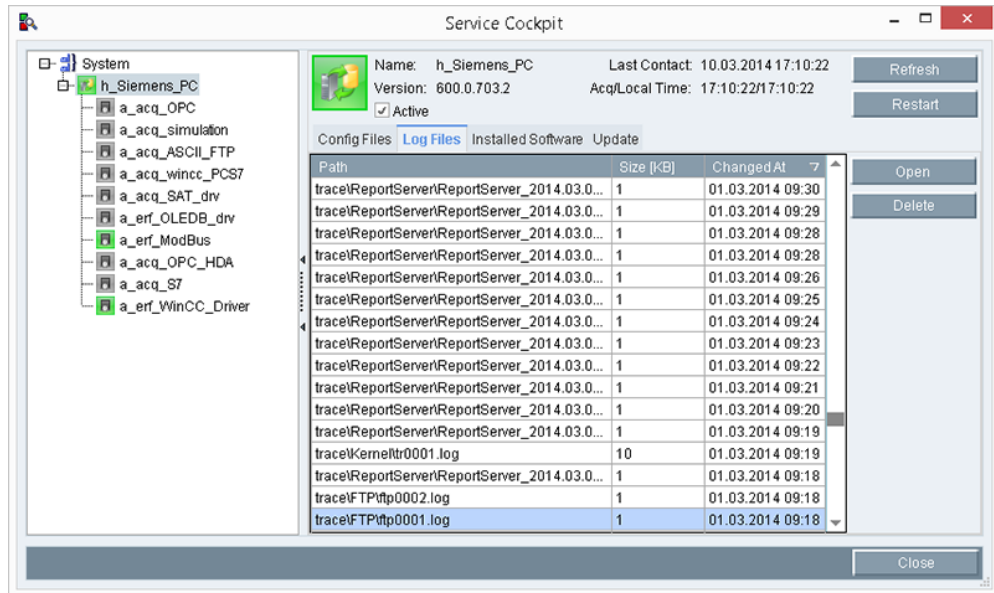 Service Cockpit
System
h_Siemens_PC
a_acq_OPC
a_acq_simulation
a_acq_ASCII_FTP
a_acq_wincc_PCS7
a_acq_SAT_drv
a_erf_OLEDB_drv
a_erf_ModBus
a_acq_OPC_HDA
a_acq_S7
a_erf_WinCC_Driver
Name: h_Siemens_PC Last Contact: 10.03.2014 17:10:22
Version: 600.0.703.2 Acq/Local Time: 17:10:22/17:10:22
Active
Refresh
Restart
Config Files Log Files Installed Software Update
Path Size [KB] Changed At
trace\ReportServer\ReportServer_2014.03.0... 1 01.03.2014 09:30
trace\ReportServer\ReportServer_2014.03.0... 1 01.03.2014 09:29
trace\ReportServer\ReportServer_2014.03.0... 1 01.03.2014 09:28
trace\ReportServer\ReportServer_2014.03.0... 1 01.03.2014 09:28
trace\ReportServer\ReportServer_2014.03.0... 1 01.03.2014 09:26
trace\ReportServer\ReportServer_2014.03.0... 1 01.03.2014 09:25
trace\ReportServer\ReportServer_2014.03.0... 1 01.03.2014 09:24
trace\ReportServer\ReportServer_2014.03.0... 1 01.03.2014 09:23
trace\ReportServer\ReportServer_2014.03.0... 1 01.03.2014 09:22
trace\ReportServer\ReportServer_2014.03.0... 1 01.03.2014 09:21
trace\ReportServer\ReportServer_2014.03.0... 1 01.03.2014 09:20
trace\ReportServer\ReportServer_2014.03.0... 1 01.03.2014 09:19
trace\Kernel\tr0001.log 10 01.03.2014 09:19
trace\ReportServer\ReportServer_2014.03.0... 1 01.03.2014 09:18
trace\FTP\ftp0002.log 1 01.03.2014 09:18
trace\FTP\ftp0001.log 1 01.03.2014 09:18
Open
Delete
Close